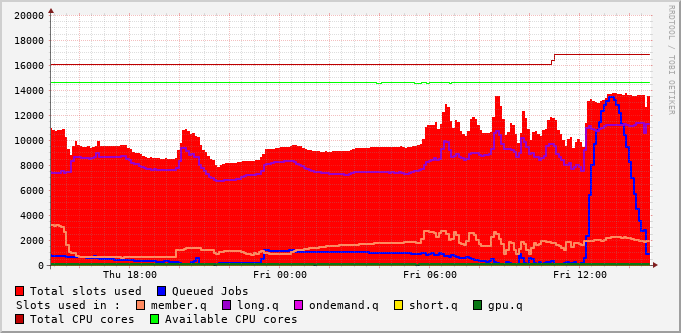 20000
18000
16000
14000
12000
10000
8000
6000
4000
2000
0
Thu 18:00 Fri 00:00 Fri 06:00 Fri 12:00
RRDTOOL / TOBI OETIKER
Total slots used Queued Jobs
Slots used in : member.q long.q ondemand.q short.q gpu.q
Total CPU cores Available CPU cores